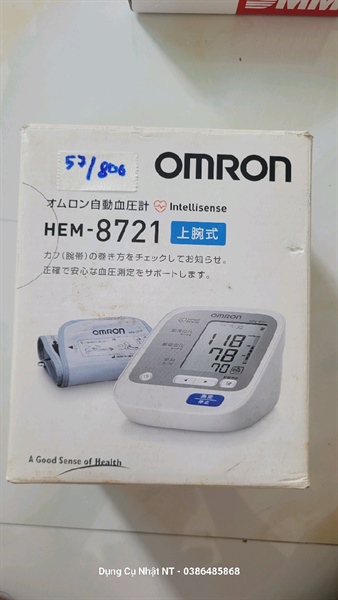 57/806
OMRON
オムロン自動血圧計 Intellisense
HEM-8721 上腕式
カフ(腕帯)の巻き方をチェックしてお知らせ。
正確で安心な血圧測定をサポートします。
OMRON
OMRON
118
78
70
A Good Sense of Health
Dụng Cụ Nhật NT - 0386485868